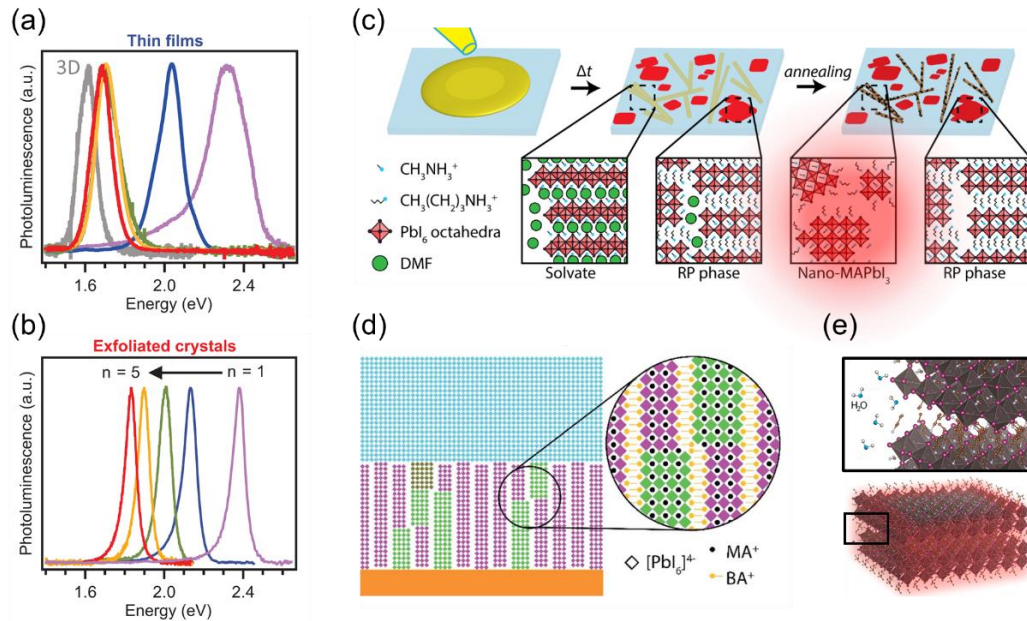 (a)
Thin films
3D
Photoluminescence (a.u.)
1.6 2.0 2.4
Energy (eV)
(b)
Exfoliated crystals
n = 5 n = 1
Photoluminescence (a.u.)
1.6 2.0 2.4
Energy (eV)
(c)
Δt
annealing
CH₃NH₃⁺
CH₃(CH₂)₃NH₃⁺
PbI₆ octahedra
DMF
Solvate
RP phase
Nano-MAPbI₃
RP phase
(d)
[PbI₆]⁴⁻
MA⁺
BA⁺
(e)
H₂O